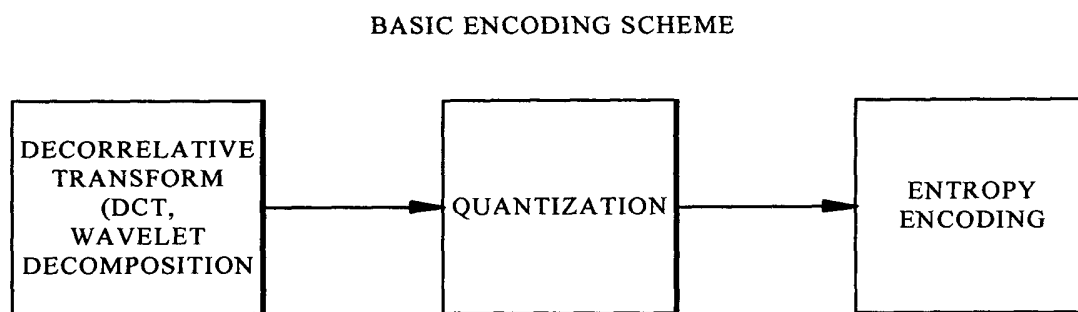 BASIC ENCODING SCHEME
DECORRELATIVE
TRANSFORM
(DCT,
WAVELET
DECOMPOSITION
QUANTIZATION
ENTROPY
ENCODING